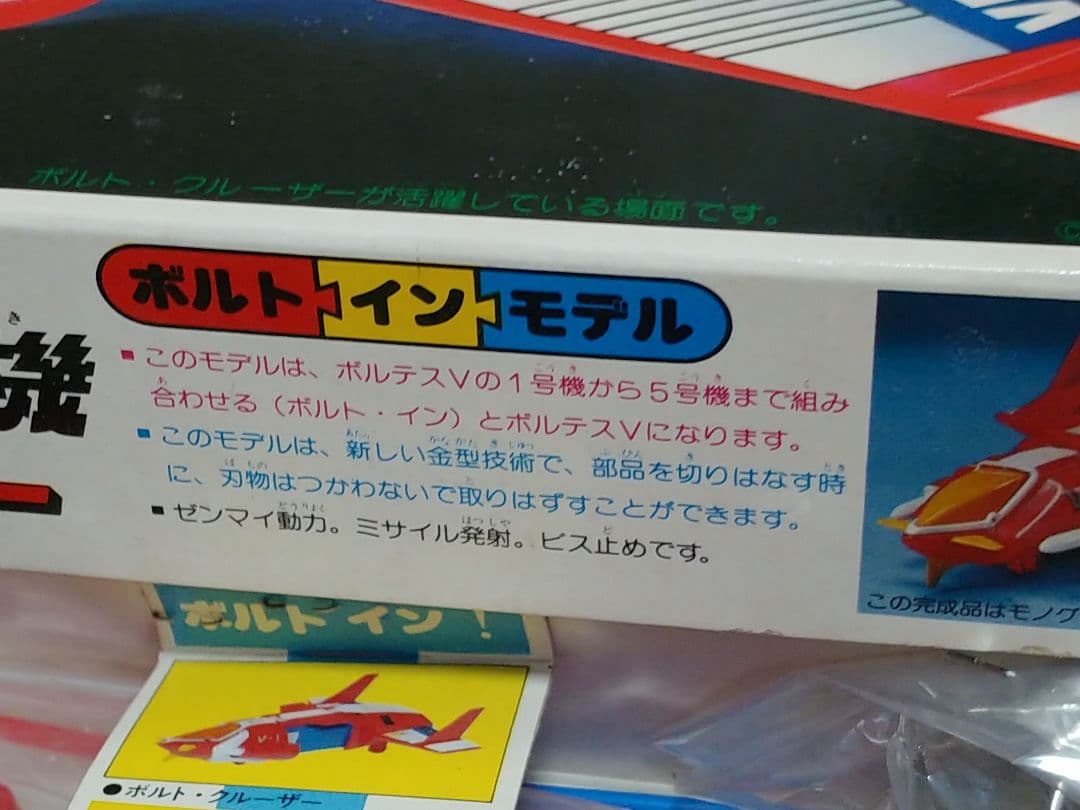 ボルト・クルーザーが活躍している場面です。
©
ボルトインモデル
き
機
■このモデルは、ボルテスVの1号機から5号機まで組み
合わせる（ボルト・イン）とボルテスVになります。
■このモデルは、新しい金型技術で、部品を切りはなす時
に、刃物はつかわないで取りはずすことができます。
■ゼンマイ動力。ミサイル発射。ビス止めです。
この完成品はモノグ
ボルトイン！
●ボルト・クルーザー